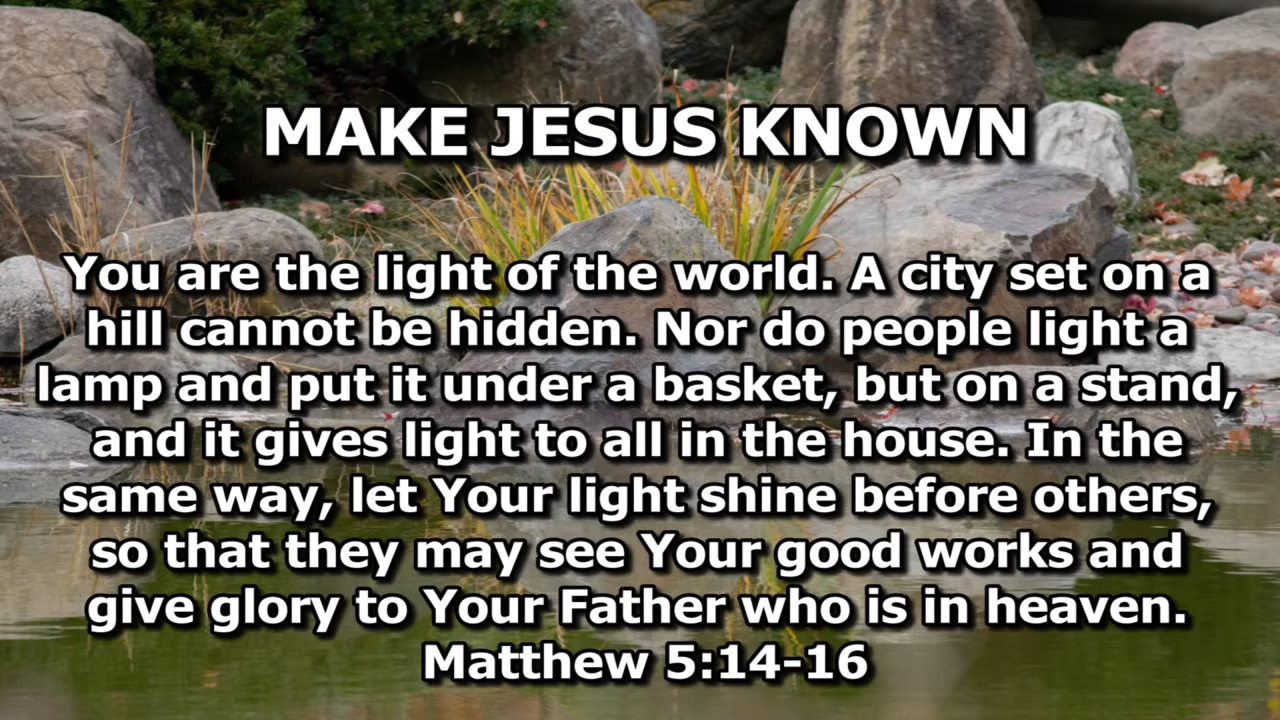 MAKE JESUS KNOWN
You are the light of the world. A city set on a
hill cannot be hidden. Nor do people light a
lamp and put it under a basket, but on a stand,
and it gives light to all in the house. In the
same way, let Your light shine before others,
so that they may see Your good works and
give glory to Your Father who is in heaven.
Matthew 5:14-16